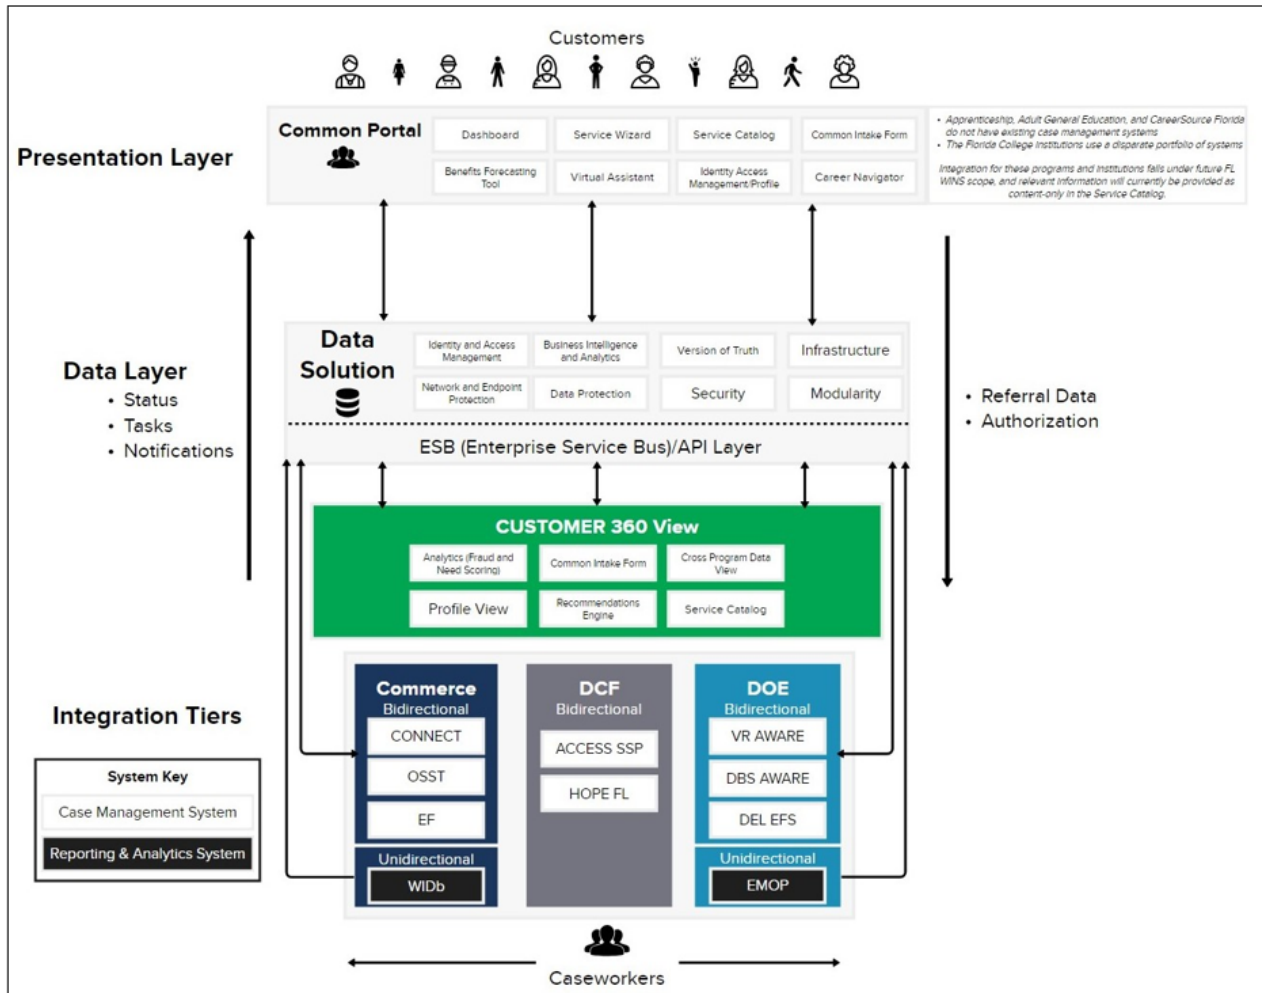 Customers
Presentation Layer
Common Portal
Dashboard
Service Wizard
Service Catalog
Common Intake Form
Benefits Forecasting
Tool
Virtual Assistant
Identity Access
Management/Profile
Career Navigator
• Apprenticeship, Adult General Education, and CareerSource Florida
do not have existing case management systems
• The Florida College Institutions use a disparate portfolio of systems
Integration for these programs and institutions falls under future FL
WINS scope, and relevant information will currently be provided as
content-only in the Service Catalog.
Data Layer
• Status
• Tasks
• Notifications
Data
Solution
Identity and Access
Management
Business Intelligence
and Analytics
Version of Truth
Infrastructure
Network and Endpoint
Protection
Data Protection
Security
Modularity
ESB (Enterprise Service Bus)/API Layer
• Referral Data
• Authorization
CUSTOMER 360 View
Analytics (Fraud and
Need Scoring)
Common Intake Form
Cross Program Data
View
Profile View
Recommendations
Engine
Service Catalog
Integration Tiers
System Key
Case Management System
Reporting & Analytics System
Commerce
Bidirectional
CONNECT
OSST
EF
Unidirectional
WIDb
DCF
Bidirectional
ACCESS SSP
HOPE FL
DOE
Bidirectional
VR AWARE
DBS AWARE
DEL EFS
Unidirectional
EMOP
Caseworkers